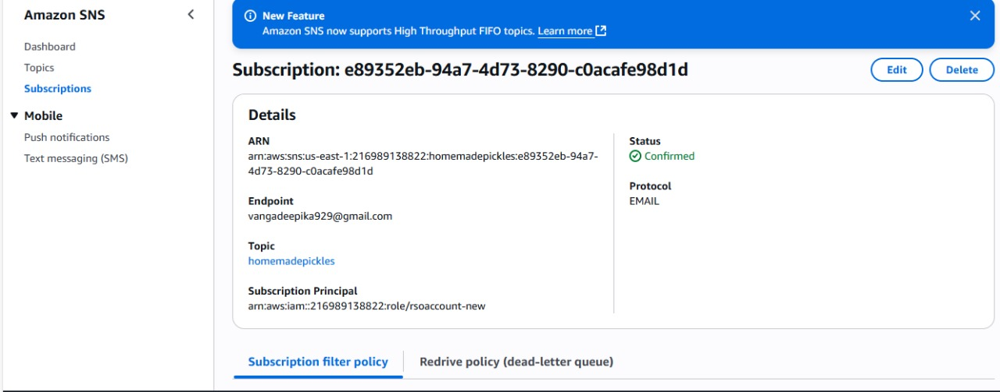 Amazon SNS
Dashboard
Topics
Subscriptions
Mobile
Push notifications
Text messaging (SMS)
New Feature
Amazon SNS now supports High Throughput FIFO topics. Learn more
Subscription: e89352eb-94a7-4d73-8290-c0acafe98d1d
Edit
Delete
Details
ARN
arn:aws:sns:us-east-1:216989138822:homemadepickles:e89352eb-94a7-
4d73-8290-c0acafe98d1d
Endpoint
vangadeepika929@gmail.com
Topic
homemadepickles
Subscription Principal
arn:aws:iam::216989138822:role/rsoaccount-new
Status
Confirmed
Protocol
EMAIL
Subscription filter policy
Redrive policy (dead-letter queue)